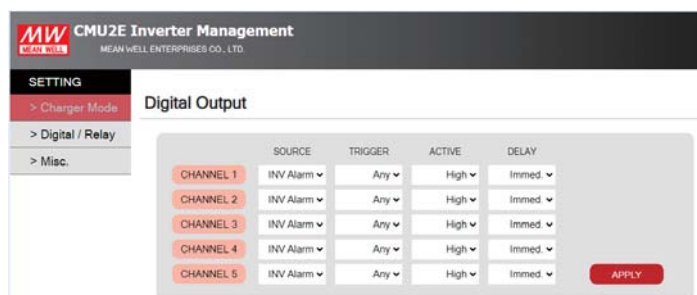 MW
MEAN WELL
CMU2E Inverter Management
MEAN WELL ENTERPRISES CO., LTD.
SETTING
> Charger Mode
> Digital / Relay
> Misc.
Digital Output
SOURCE TRIGGER ACTIVE DELAY
CHANNEL 1 INV Alarm Any High Immed.
CHANNEL 2 INV Alarm Any High Immed.
CHANNEL 3 INV Alarm Any High Immed.
CHANNEL 4 INV Alarm Any High Immed.
CHANNEL 5 INV Alarm Any High Immed. APPLY